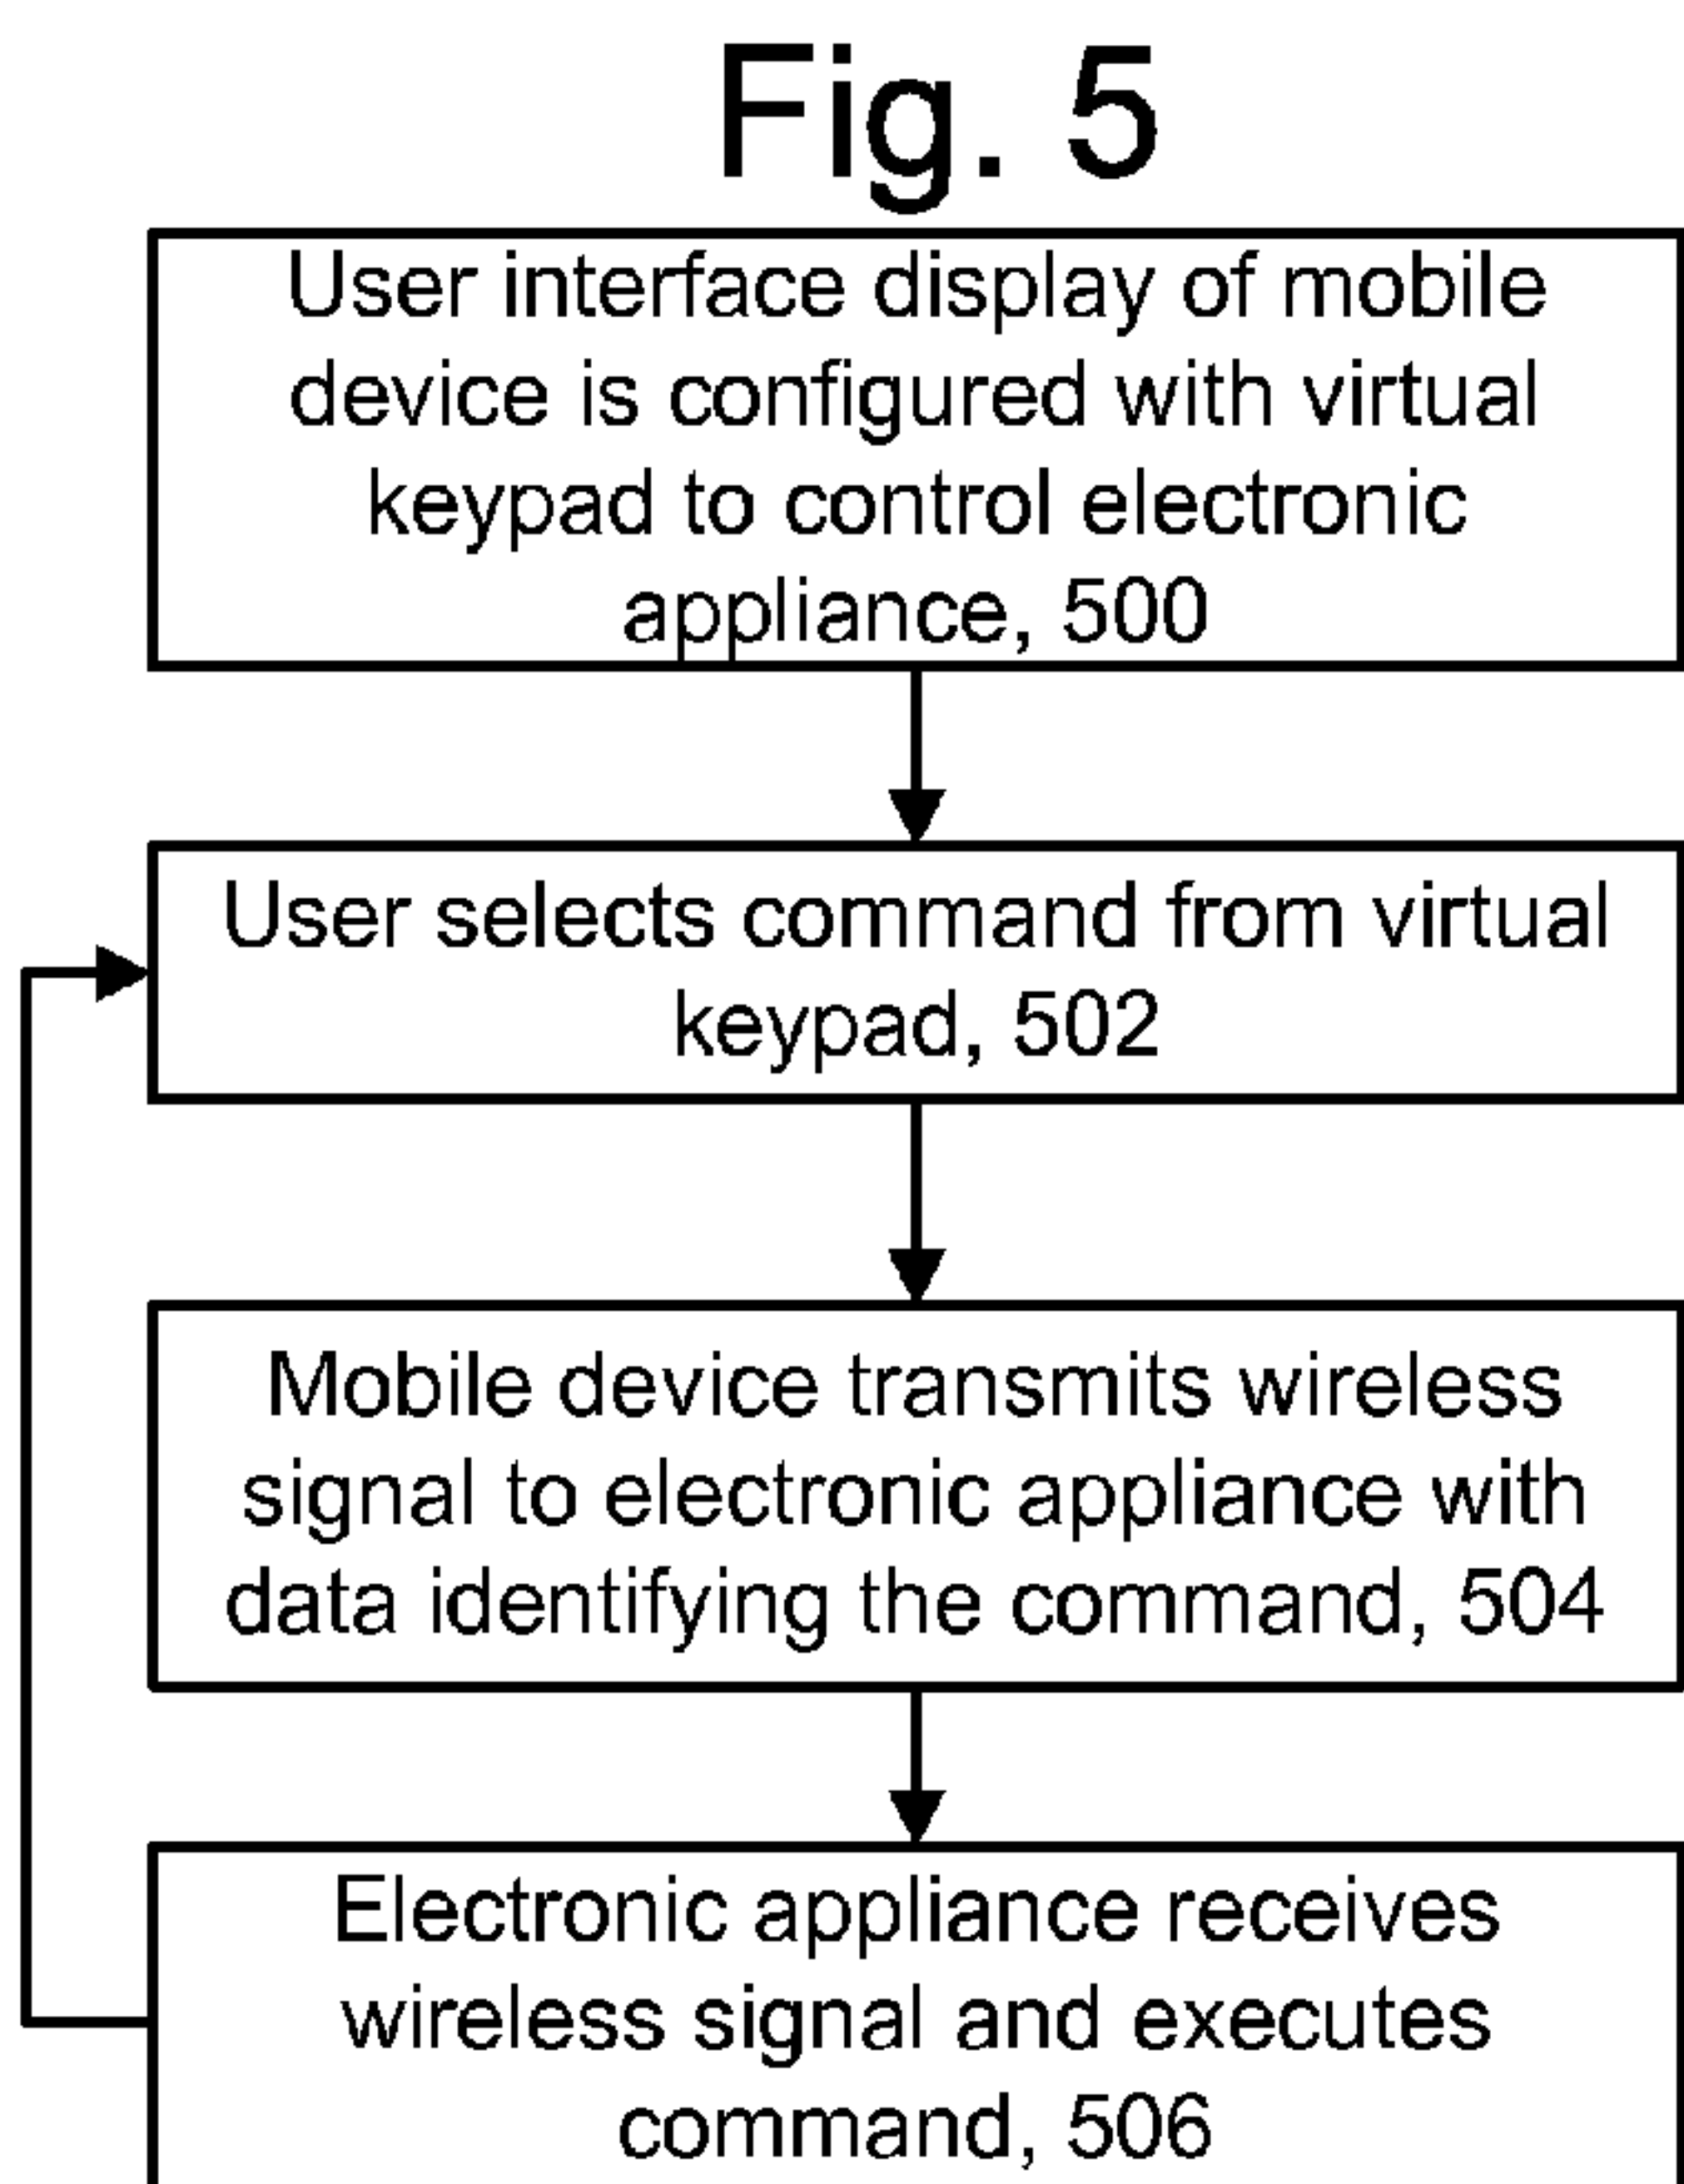 Fig. 5
User interface display of mobile
device is configured with virtual
keypad to control electronic
appliance, 500
User selects command from virtual
keypad, 502
Mobile device transmits wireless
signal to electronic appliance with
data identifying the command, 504
Electronic appliance receives
wireless signal and executes
command, 506